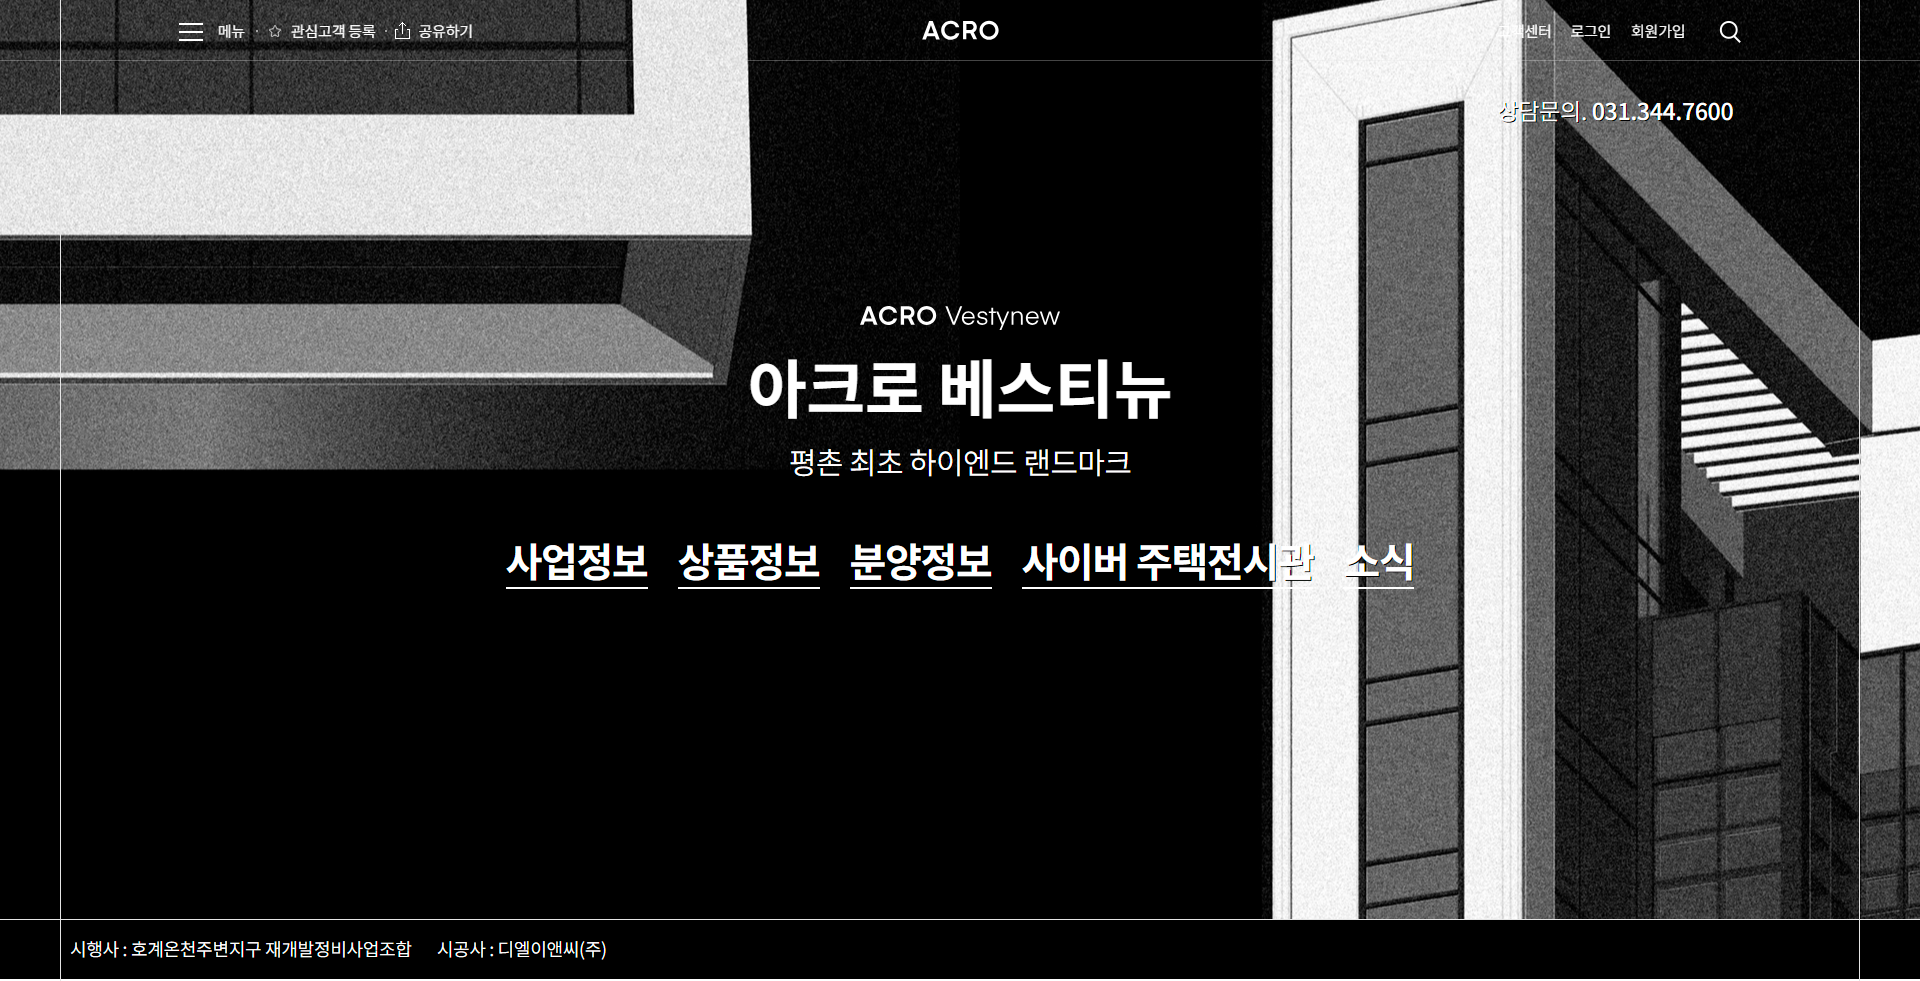 메뉴 · 관심고객 등록 · 공유하기
ACRO
고객센터 로그인 회원가입
상담문의. 031.344.7600
ACRO Vestynew
아크로 베스티뉴
평촌 최초 하이엔드 랜드마크
사업정보 상품정보 분양정보 사이버 주택전시관 소식
시행사 : 호계온천주변지구 재개발정비사업조합 시공사 : 디엘이앤씨(주)